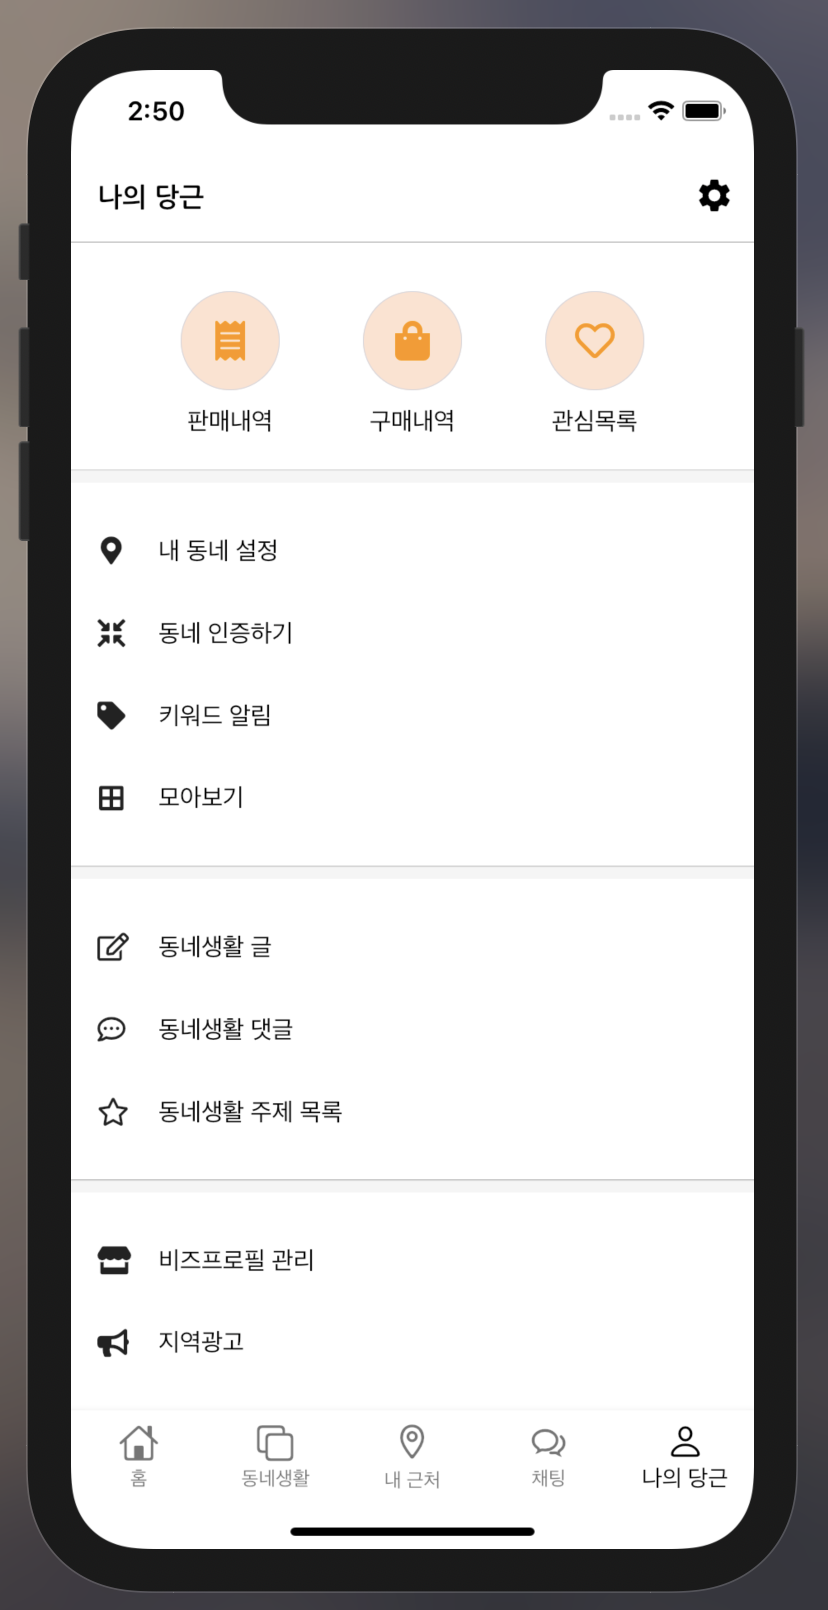 2:50
나의 당근
판매내역
구매내역
관심목록
내 동네 설정
동네 인증하기
키워드 알림
모아보기
동네생활 글
동네생활 댓글
동네생활 주제 목록
비즈프로필 관리
지역광고
홈
동네생활
내 근처
채팅
나의 당근